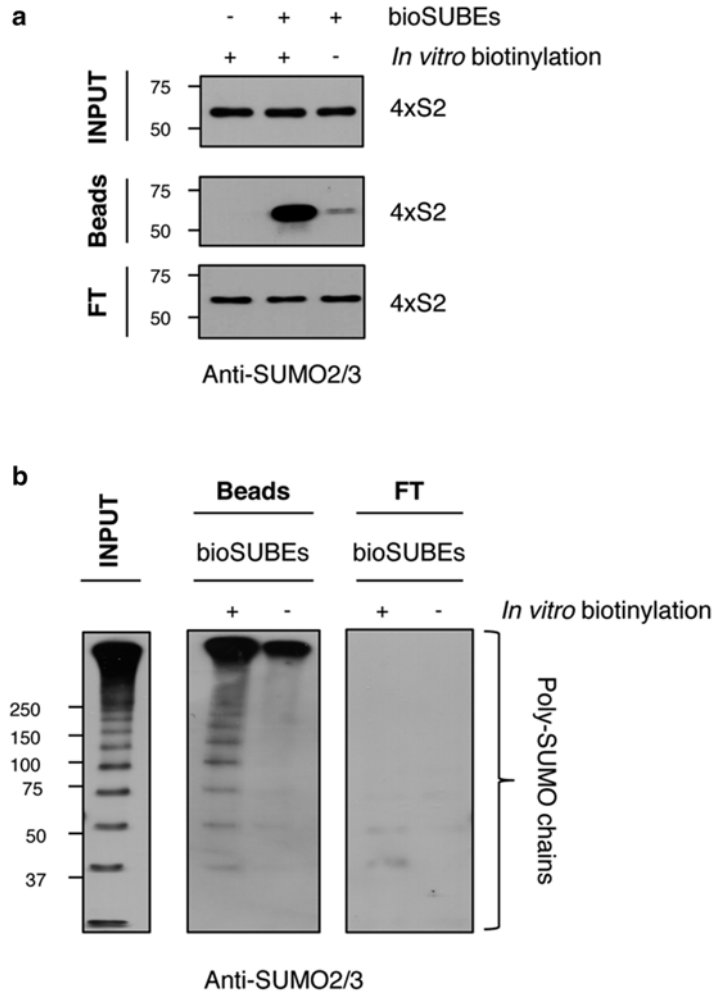 a
- + + bioSUBEs
+ + - In vitro biotinylation
INPUT
75
50
4xS2
Beads
75
50
4xS2
FT
75
50
4xS2
Anti-SUMO2/3
b
INPUT
Beads
FT
bioSUBEs
bioSUBEs
+ - + - In vitro biotinylation
250
150
100
75
50
37
Poly-SUMO chains
Anti-SUMO2/3